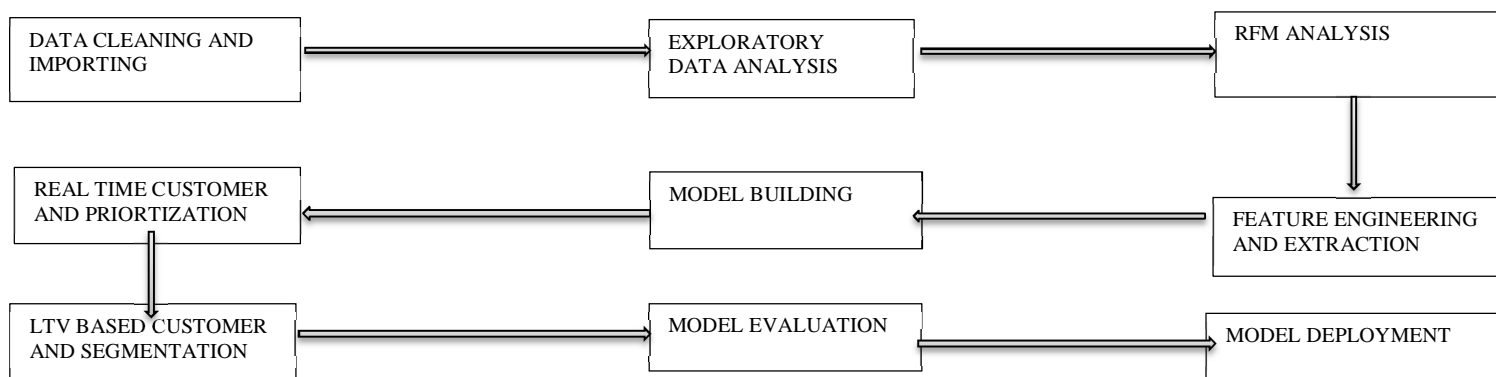 DATA CLEANING AND
IMPORTING
EXPLORATORY
DATA ANALYSIS
RFM ANALYSIS
REAL TIME CUSTOMER
AND PRIORTIZATION
MODEL BUILDING
FEATURE ENGINEERING
AND EXTRACTION
LTV BASED CUSTOMER
AND SEGMENTATION
MODEL EVALUATION
MODEL DEPLOYMENT